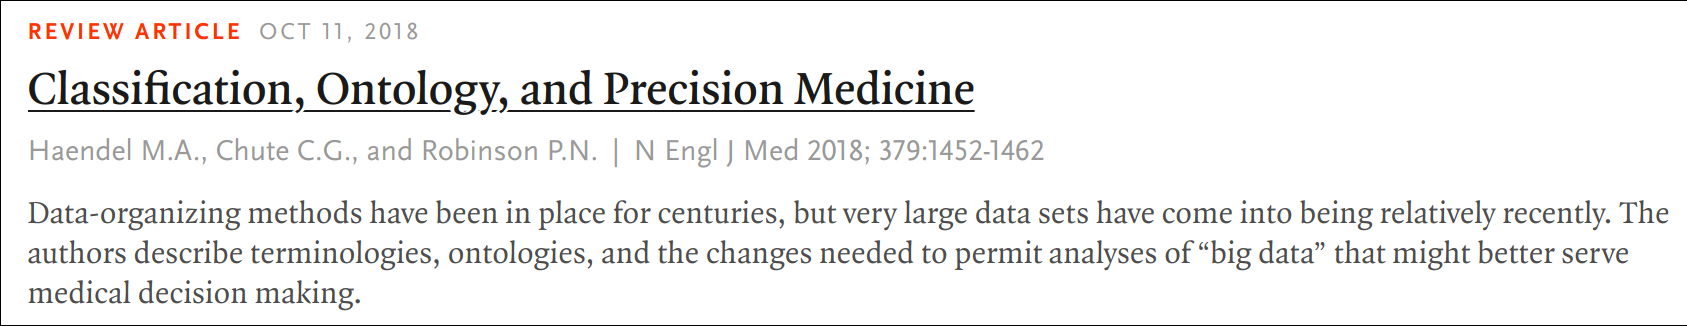 REVIEW ARTICLE OCT 11, 2018
Classification, Ontology, and Precision Medicine
Haendel M.A., Chute C.G., and Robinson P.N. | N Engl J Med 2018; 379:1452-1462
Data-organizing methods have been in place for centuries, but very large data sets have come into being relatively recently. The
authors describe terminologies, ontologies, and the changes needed to permit analyses of “big data” that might better serve
medical decision making.